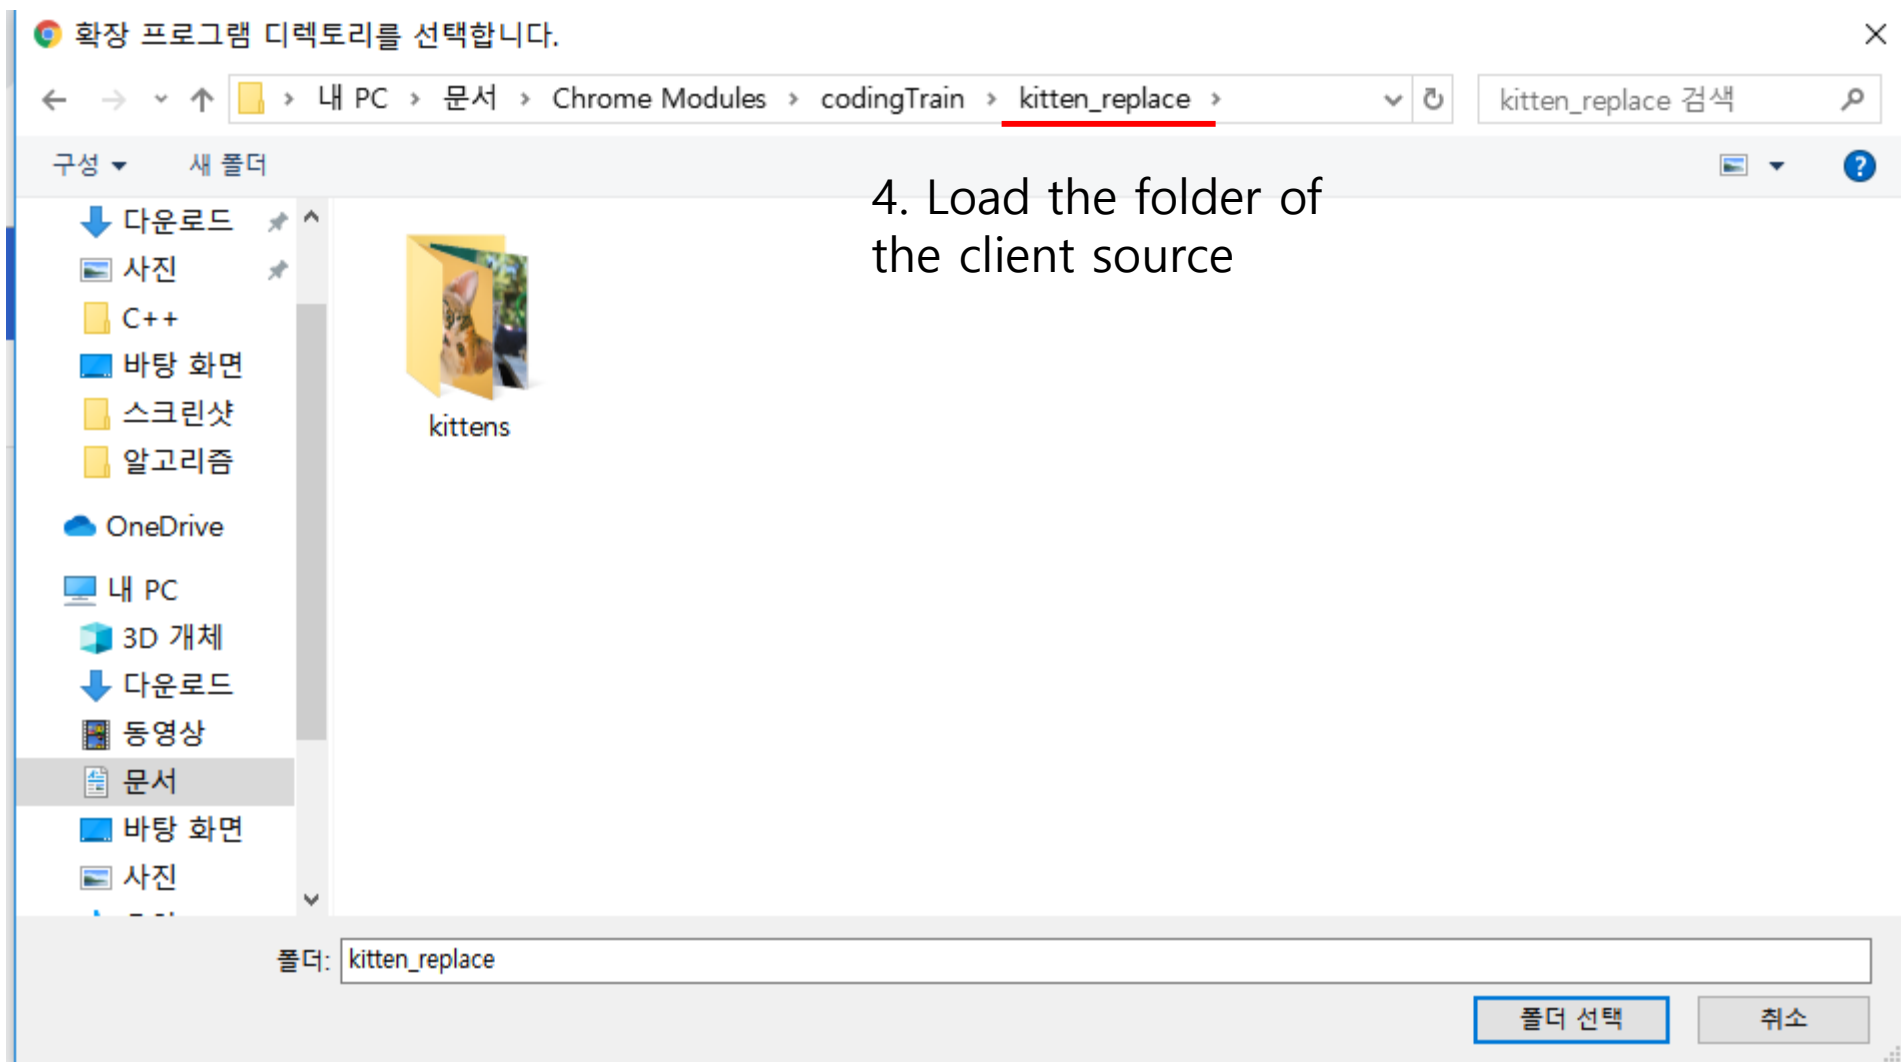 확장 프로그램 디렉토리를 선택합니다.
내 PC > 문서 > Chrome Modules > codingTrain > kitten_replace >
kitten_replace 검색
구성
새 폴더
4. Load the folder of
the client source
다운로드
사진
C++
바탕 화면
스크린샷
알고리즘
OneDrive
내 PC
3D 개체
다운로드
동영상
문서
바탕 화면
사진
kittens
폴더: kitten_replace
폴더 선택
취소